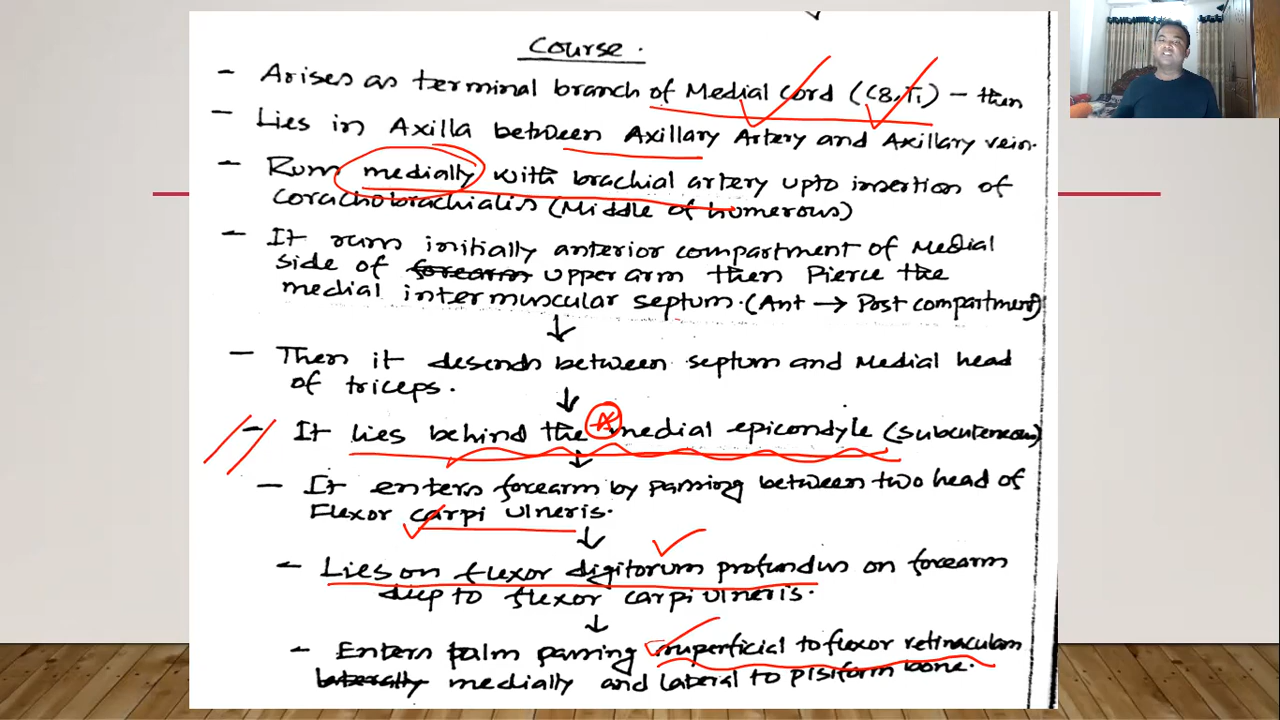 Course.
- Arises as terminal branch of Medial cord (C8,T1) - then
- Lies in Axilla between Axillary Artery and Axillary vein.
- Runs medially with brachial artery upto insertion of
corachobrachialis (Middle of humerous)
- It runs initially anterior compartment of Medial
side of forearm upper arm then Pierce the
medial intermuscular septum. (Ant → Post compartment)
↓
- Then it desends between septum and Medial head
of triceps.
↓
- It lies behind the medial epicondyle (Subcuteneous)
↓
- It enters forearm by passing between two head of
Flexor carpi ulneris.
↓
- Lies on flexor digitorum profundus on forearm
deep to flexor carpi ulneris.
↓
- Enters palm passing superficial to flexor retinaculam
laterally medially and lateral to pisiform bone.